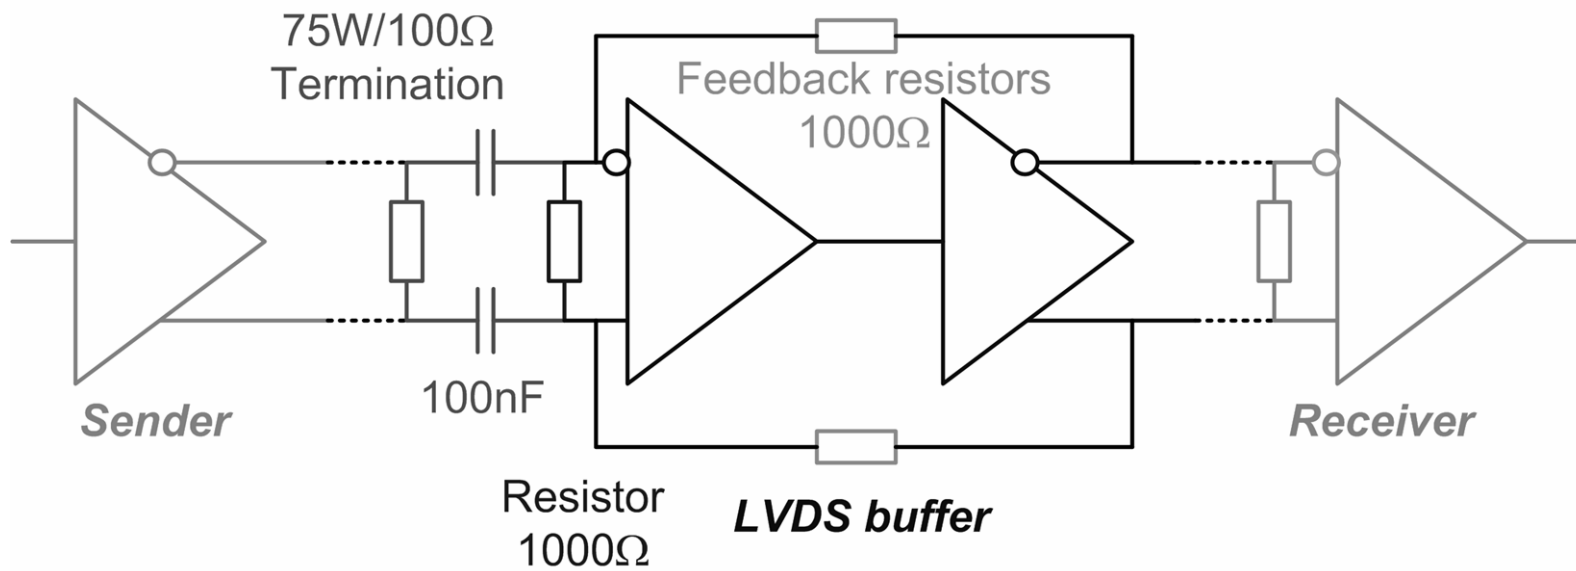 75W/100Ω
Termination
Feedback resistors
1000Ω
100nF
Sender
Receiver
Resistor
1000Ω
LVDS buffer